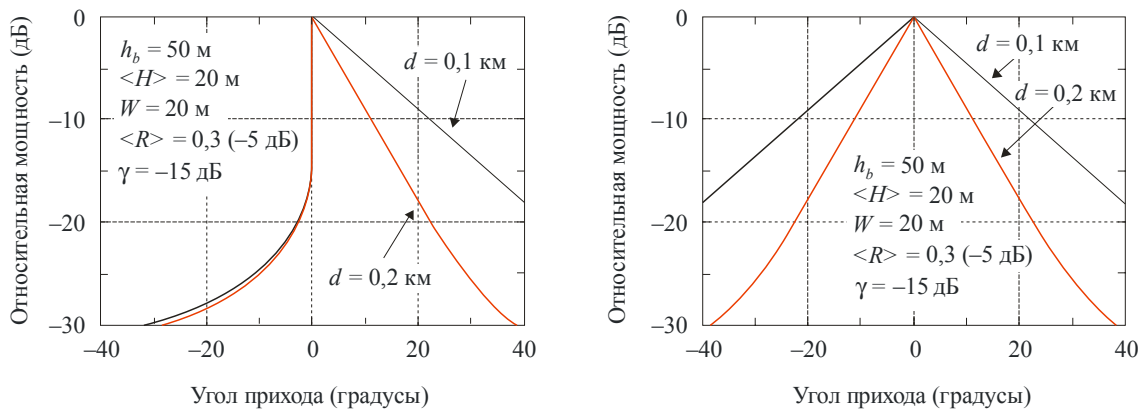 Относительная мощность (дБ)
0
–10
–20
–30
h_b = 50 м
<H> = 20 м
W = 20 м
<R> = 0,3 (–5 дБ)
γ = –15 дБ
d = 0,1 км
d = 0,2 км
–40
–20
0
20
40
Угол прихода (градусы)
Относительная мощность (дБ)
0
–10
–20
–30
d = 0,1 км
d = 0,2 км
h_b = 50 м
<H> = 20 м
W = 20 м
<R> = 0,3 (–5 дБ)
γ = –15 дБ
–40
–20
0
20
40
Угол прихода (градусы)